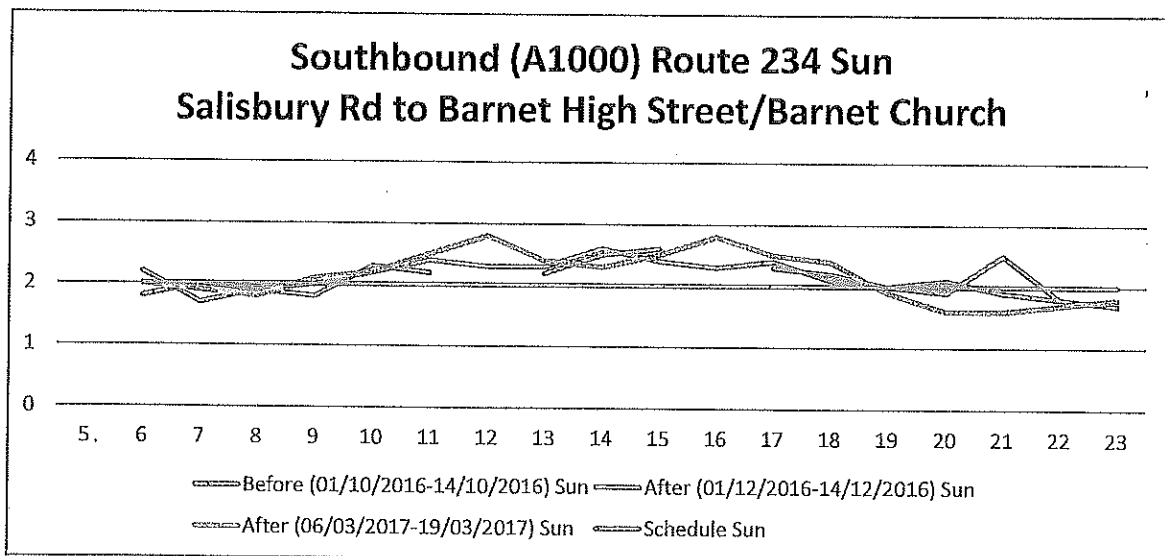 Southbound (A1000) Route 234 Sun
Salisbury Rd to Barnet High Street/Barnet Church
4
3
2
1
0
5. 6 7 8 9 10 11 12 13 14 15 16 17 18 19 20 21 22 23
Before (01/10/2016-14/10/2016) Sun After (01/12/2016-14/12/2016) Sun
After (06/03/2017-19/03/2017) Sun Schedule Sun